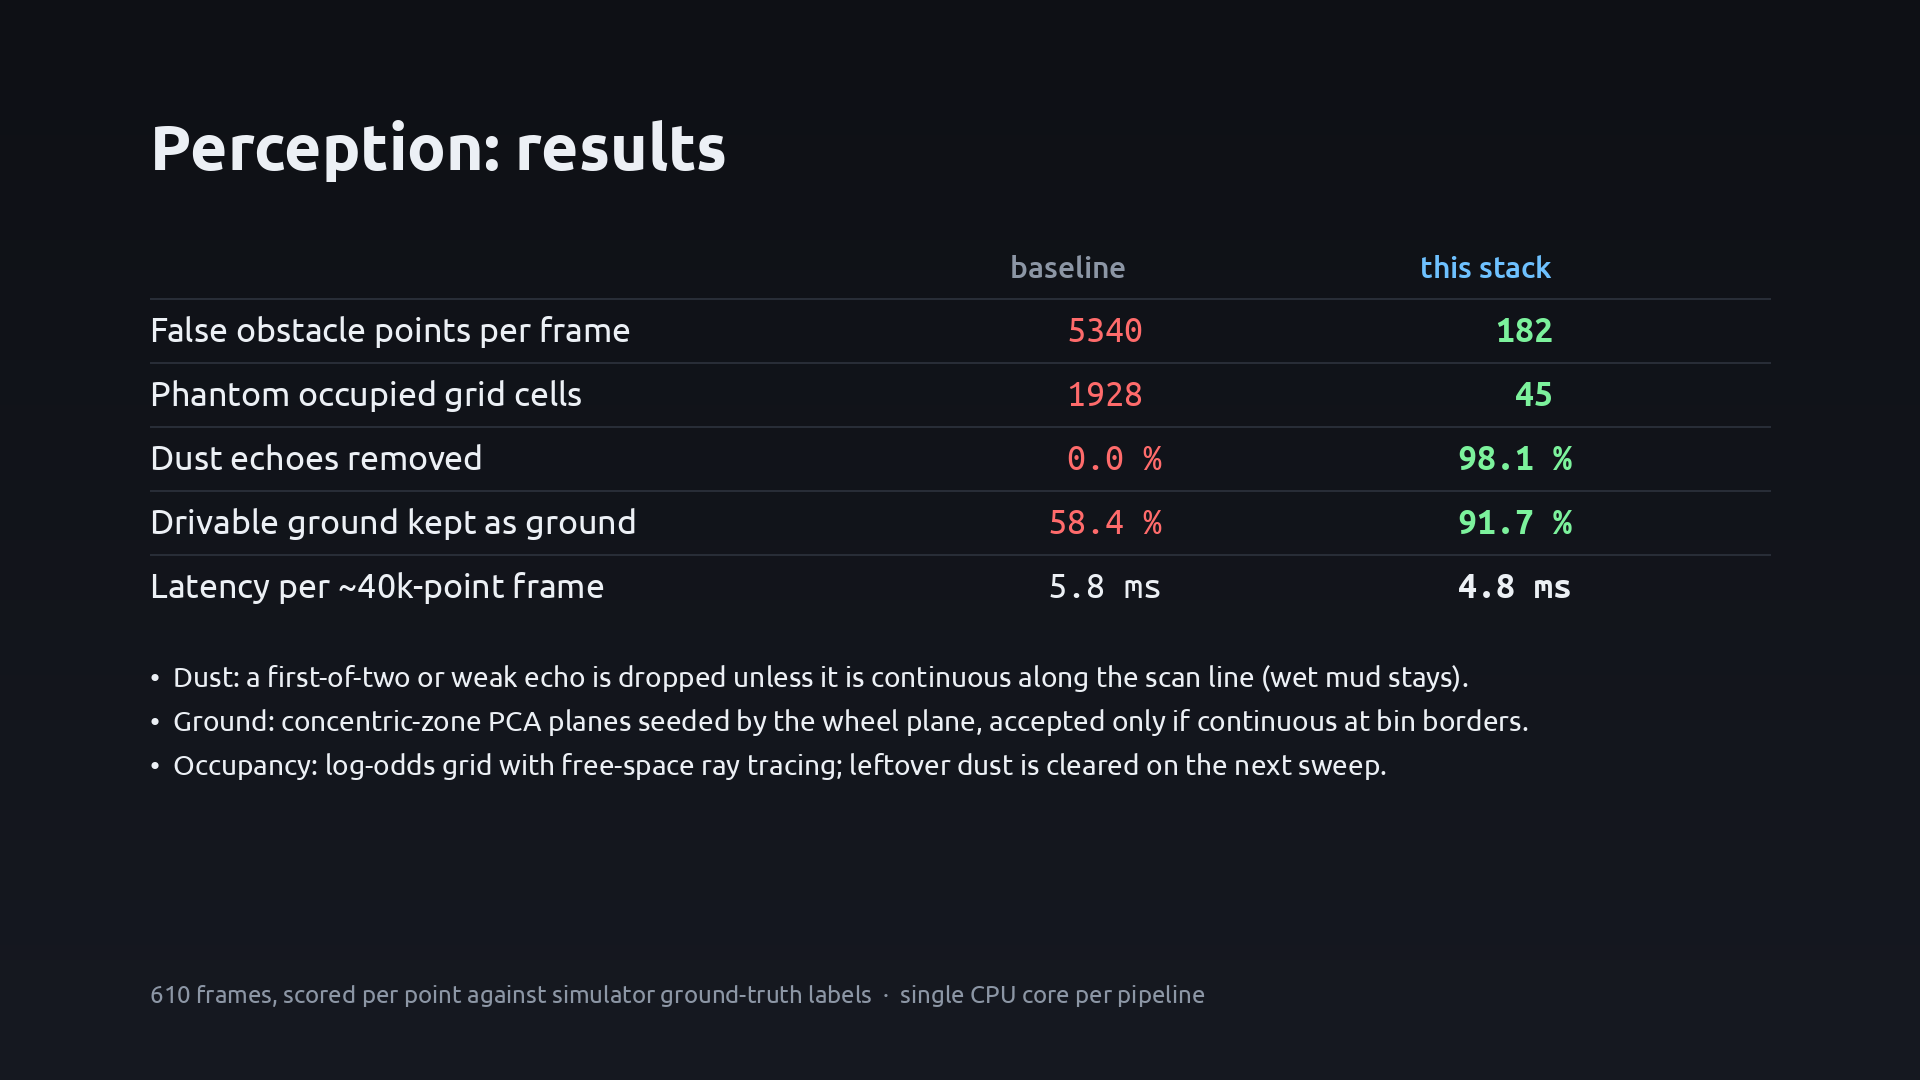 Perception: results
baseline this stack
False obstacle points per frame 5340 182
Phantom occupied grid cells 1928 45
Dust echoes removed 0.0 % 98.1 %
Drivable ground kept as ground 58.4 % 91.7 %
Latency per ~40k-point frame 5.8 ms 4.8 ms
• Dust: a first-of-two or weak echo is dropped unless it is continuous along the scan line (wet mud stays).
• Ground: concentric-zone PCA planes seeded by the wheel plane, accepted only if continuous at bin borders.
• Occupancy: log-odds grid with free-space ray tracing; leftover dust is cleared on the next sweep.
610 frames, scored per point against simulator ground-truth labels · single CPU core per pipeline